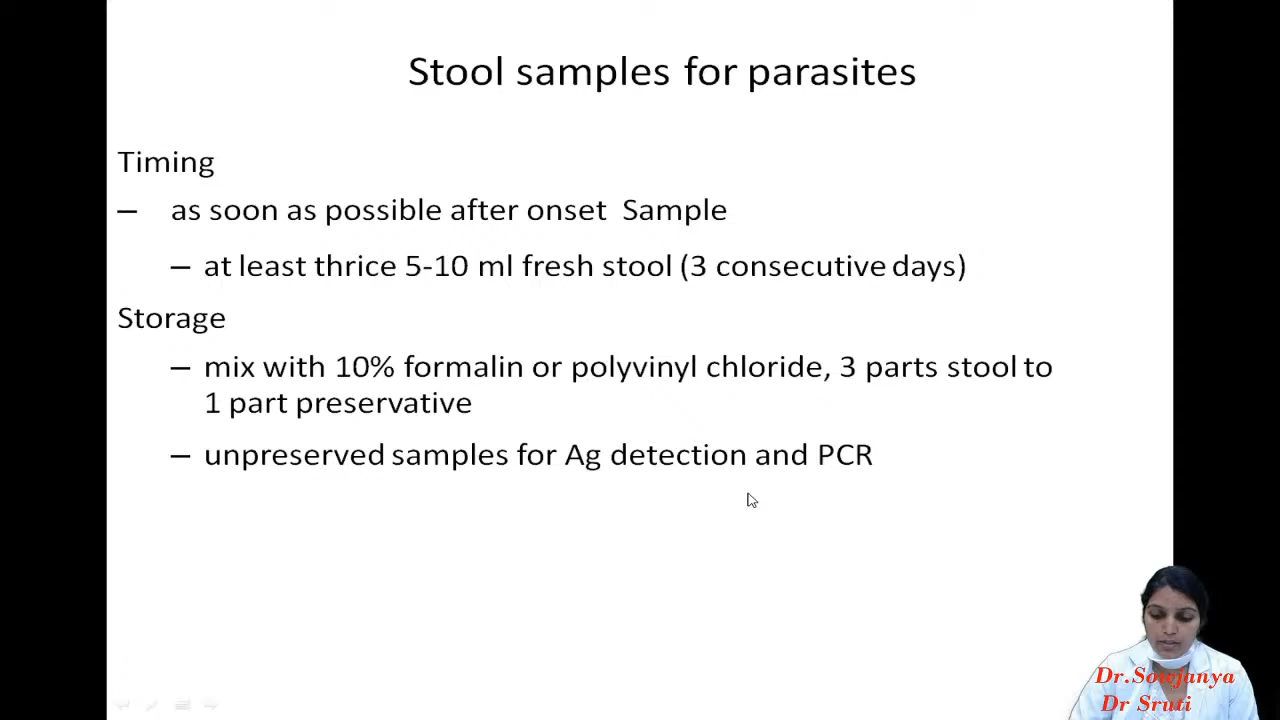 Stool samples for parasites
Timing
– as soon as possible after onset Sample
– at least thrice 5-10 ml fresh stool (3 consecutive days)
Storage
– mix with 10% formalin or polyvinyl chloride, 3 parts stool to
1 part preservative
– unpreserved samples for Ag detection and PCR
Dr.Sowjanya
Dr Sruti